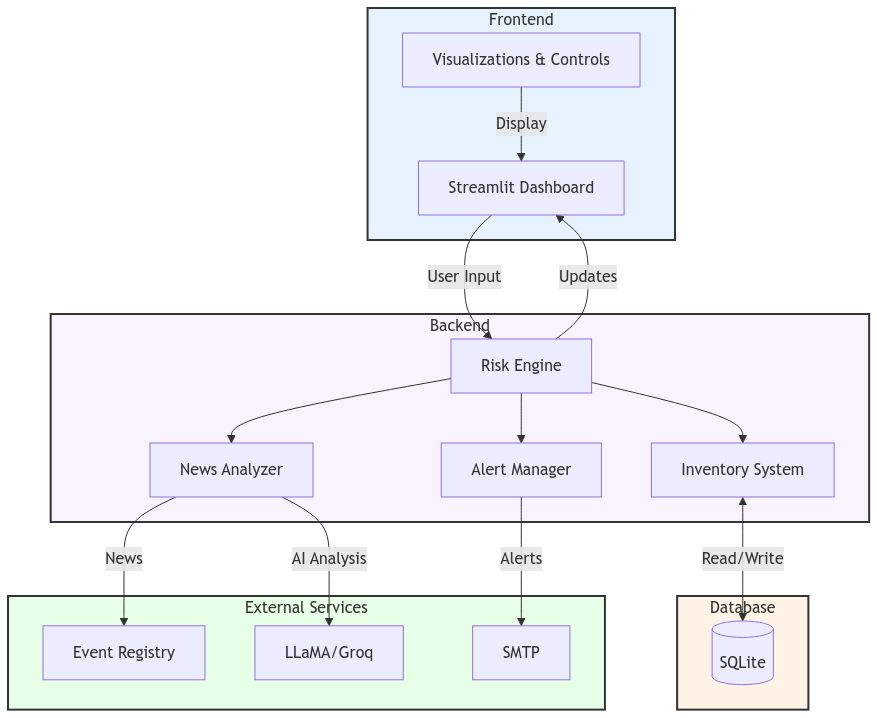 Frontend
Visualizations & Controls
Display
Streamlit Dashboard
User Input
Updates
Backend
Risk Engine
News Analyzer
Alert Manager
Inventory System
News
AI Analysis
Alerts
Read/Write
External Services
Database
Event Registry
LLaMA/Groq
SMTP
SQLite